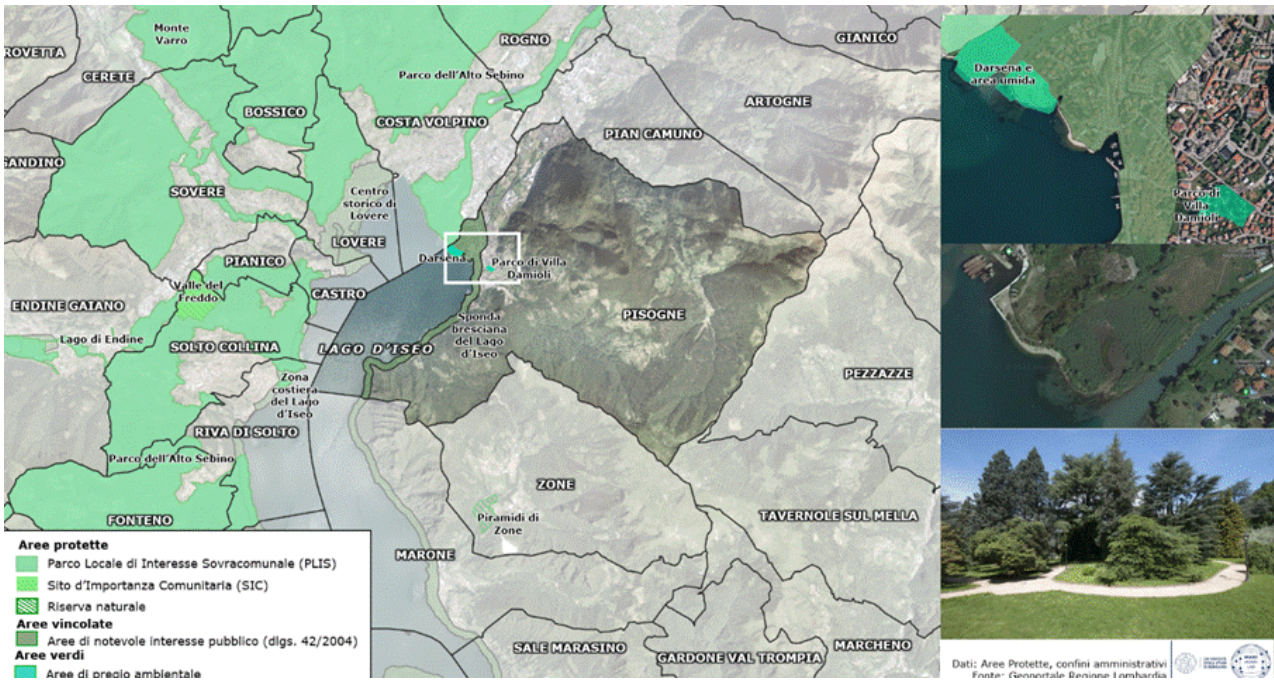 Monte
Varro
ROGNO
GIANICO
ROVETTA
CERETE
Parco dell'Alto Sebino
ARTOGNE
BOSSICO
COSTA VOLPINO
PIAN CAMUNO
GANDINO
SOVERE
Centro
storico di
Lovere
LOVERE
PIANICO
Darsena
Parco di Villa
Damioli
Valle del
Freddo
CASTRO
ENDINE GAIANO
Sponda
bresciana
del Lago
d'Iseo
PISOGNE
Lago di Endine
SOLTO COLLINA
LAGO D'ISEO
PEZZAZZE
Zona
costiera
del Lago
d'Iseo
RIVA DI SOLTO
Parco dell'Alto Sebino
ZONE
FONTENO
Piramidi di
Zone
TAVERNOLE SUL MELLA
MARONE
SALE MARASINO
GARDONE VAL TROMPIA
MARCHENO
Aree protette
Parco Locale di Interesse Sovracomunale (PLIS)
Sito d'Importanza Comunitaria (SIC)
Riserva naturale
Aree vincolate
Aree di notevole interesse pubblico (dlgs. 42/2004)
Aree verdi
Aree di pregio ambientale
Darsena e
area umida
Parco di
Villa
Damioli
Dati: Aree Protette, confini amministrativi
Fonte: Geoportale Regione Lombardia